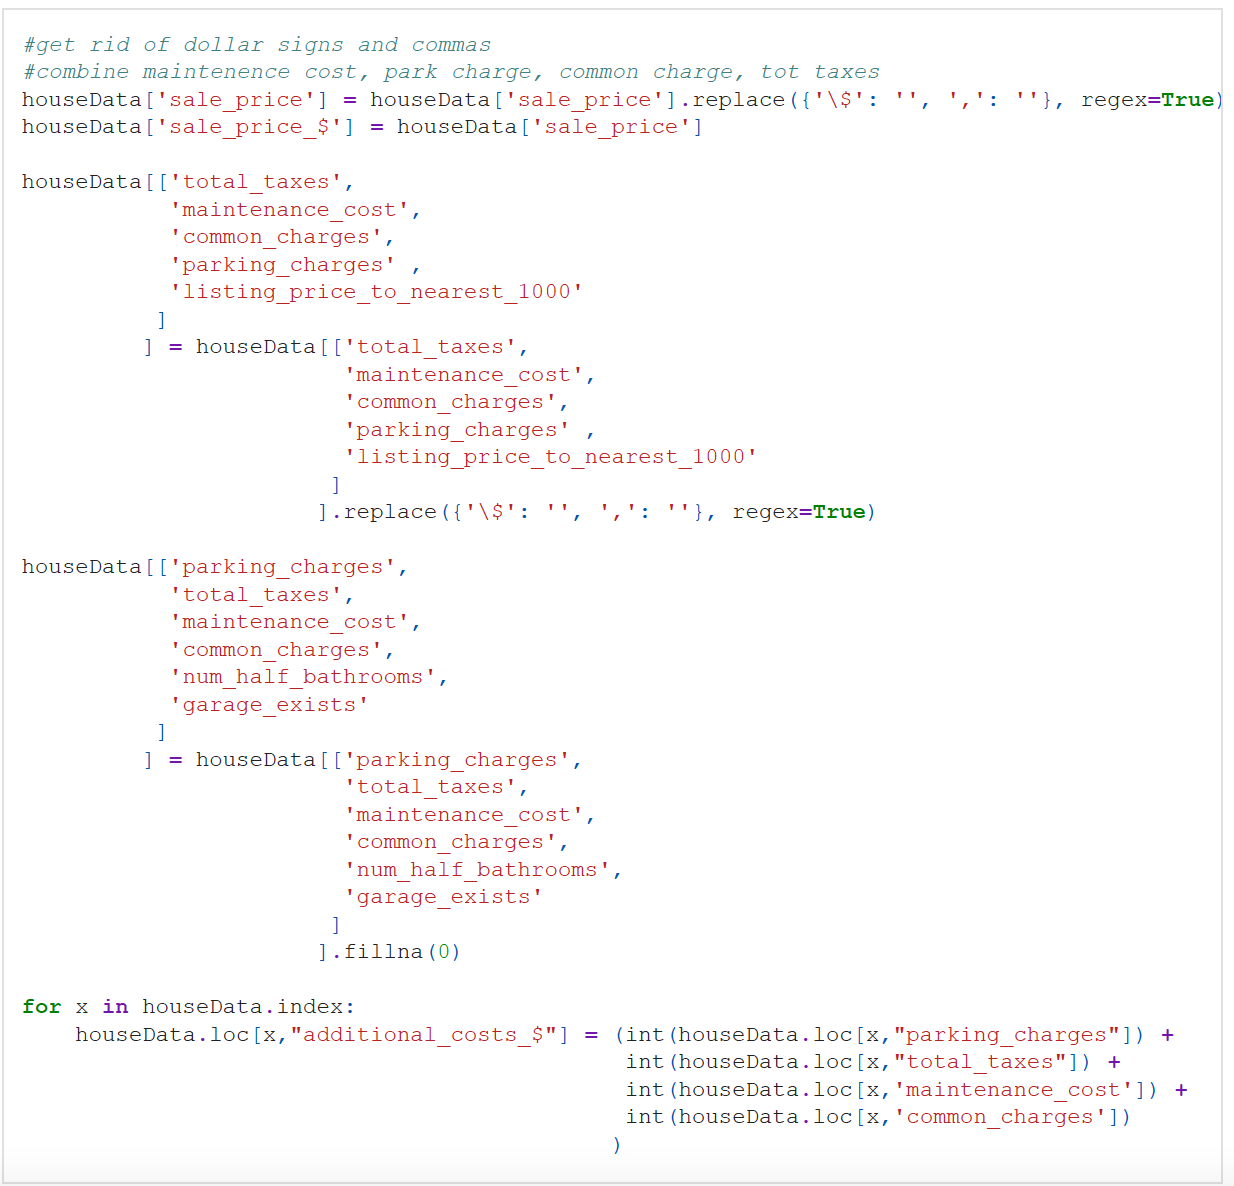 #get rid of dollar signs and commas
#combine maintenence cost, park charge, common charge, tot taxes
houseData['sale_price'] = houseData['sale_price'].replace({'\$': '', ',': ''}, regex=True)
houseData['sale_price_$'] = houseData['sale_price']

houseData[['total_taxes',
           'maintenance_cost',
           'common_charges',
           'parking_charges' ,
           'listing_price_to_nearest_1000'
          ]
         ] = houseData[['total_taxes',
                        'maintenance_cost',
                        'common_charges',
                        'parking_charges' ,
                        'listing_price_to_nearest_1000'
                       ]
                      ].replace({'\$': '', ',': ''}, regex=True)

houseData[['parking_charges',
           'total_taxes',
           'maintenance_cost',
           'common_charges',
           'num_half_bathrooms',
           'garage_exists'
          ]
         ] = houseData[['parking_charges',
                        'total_taxes',
                        'maintenance_cost',
                        'common_charges',
                        'num_half_bathrooms',
                        'garage_exists'
                       ]
                      ].fillna(0)

for x in houseData.index:
    houseData.loc[x,"additional_costs_$"] = (int(houseData.loc[x,"parking_charges"]) +
                                             int(houseData.loc[x,"total_taxes"]) +
                                             int(houseData.loc[x,'maintenance_cost']) +
                                             int(houseData.loc[x,'common_charges'])
                                            )